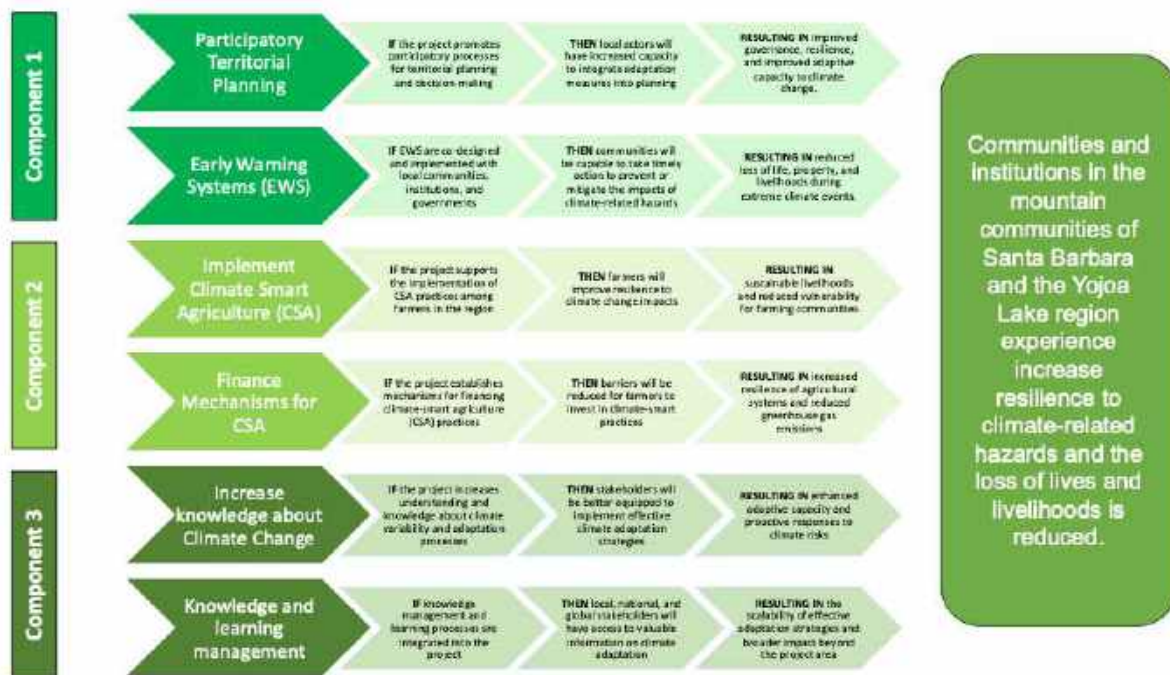 Component 1
Participatory
Territorial
Planning
IF the project promotes
participatory processes
for territorial planning
and decision-making
THEN local actors will
have increased capacity
to integrate adaptation
measures into planning
RESULTING IN improved
governance, resilience,
and improved adaptive
capacity to climate
change.
Early Warning
Systems (EWS)
IF EWS are co-designed
and implemented with
local communities,
institutions, and
governments
THEN communities will
be capable to take timely
action to prevent or
mitigate the impacts of
climate-related hazards
RESULTING IN reduced
loss of life, property, and
livelihoods during
extreme climate events.
Component 2
Implement
Climate Smart
Agriculture (CSA)
IF the project supports
the implementation of
CSA practices among
farmers in the region
THEN farmers will
improve resilience to
climate change impacts
RESULTING IN
sustainable livelihoods
and reduced vulnerability
for farming communities
Finance
Mechanisms for
CSA
IF the project establishes
mechanisms for financing
climate-smart agriculture
(CSA) practices
THEN barriers will be
reduced for farmers to
invest in climate-smart
practices
RESULTING IN increased
resilience of agricultural
systems and reduced
greenhouse gas
emissions
Component 3
Increase
knowledge about
Climate Change
IF the project increases
understanding and
knowledge about climate
variability and adaptation
processes
THEN stakeholders will
be better equipped to
implement effective
climate adaptation
strategies
RESULTING IN enhanced
adaptive capacity and
proactive responses to
climate risks
Knowledge and
learning
management
IF knowledge
management and
learning processes are
integrated into the
project
THEN local, national, and
global stakeholders will
have access to valuable
information on climate
adaptation
RESULTING IN the
scalability of effective
adaptation strategies and
broader impact beyond
the project area
Communities and
institutions in the
mountain
communities of
Santa Barbara
and the Yojoa
Lake region
experience
increase
resilience to
climate-related
hazards and the
loss of lives and
livelihoods is
reduced.